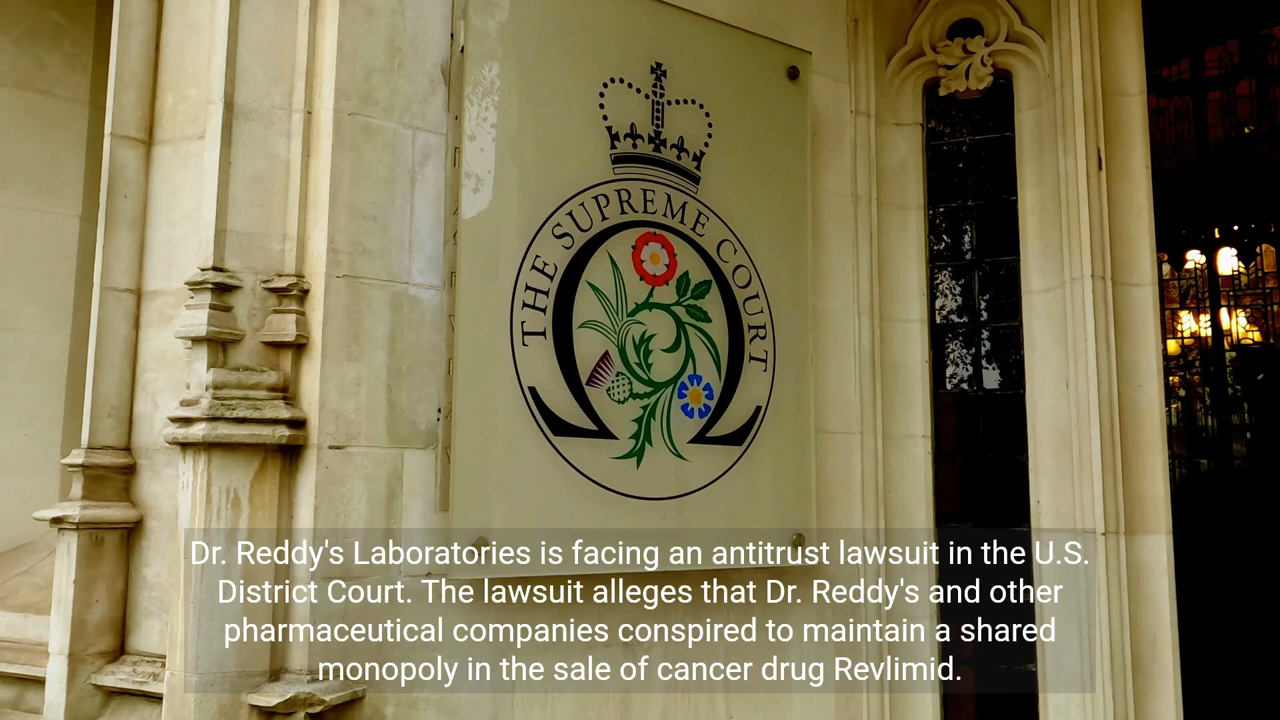 THE SUPREME COURT
Dr. Reddy's Laboratories is facing an antitrust lawsuit in the U.S.
District Court. The lawsuit alleges that Dr. Reddy's and other
pharmaceutical companies conspired to maintain a shared
monopoly in the sale of cancer drug Revlimid.